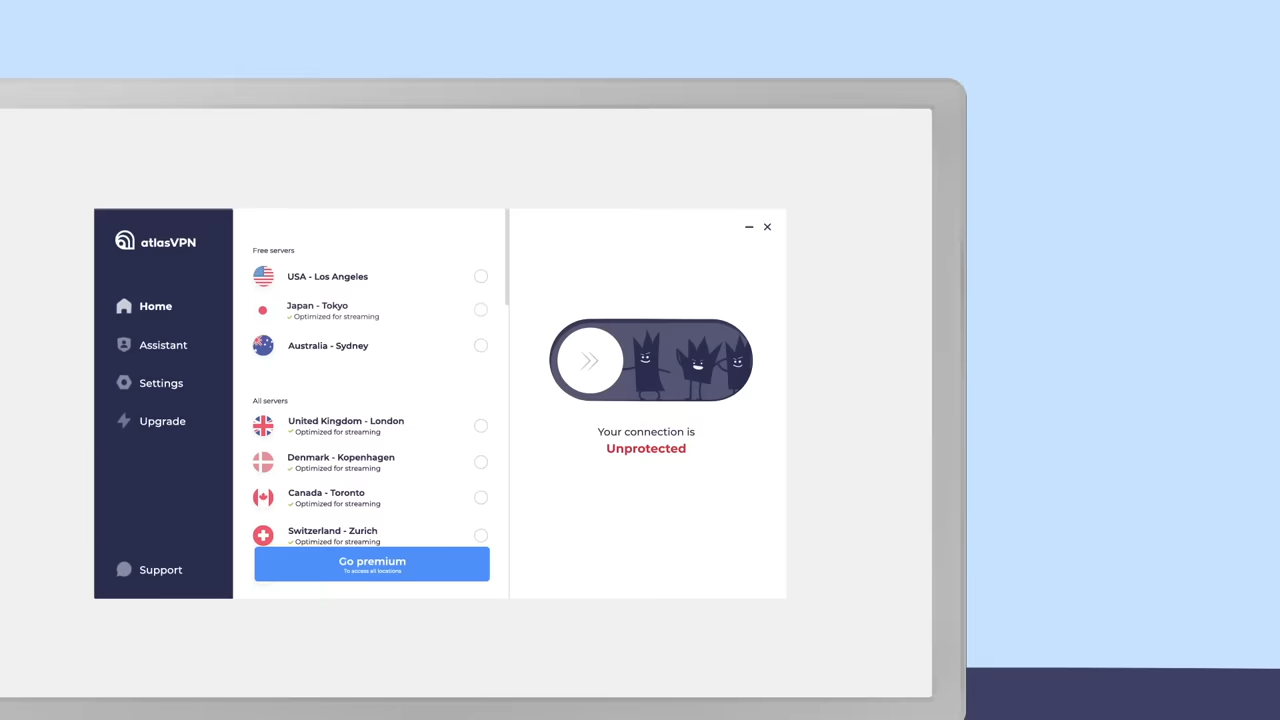 atlasVPN
Home
Assistant
Settings
Upgrade
Support
Free servers
USA - Los Angeles
Japan - Tokyo
Optimized for streaming
Australia - Sydney
All servers
United Kingdom - London
Optimized for streaming
Denmark - Kopenhagen
Optimized for streaming
Canada - Toronto
Optimized for streaming
Switzerland - Zurich
Optimized for streaming
Go premium
To access all locations
Your connection is
Unprotected